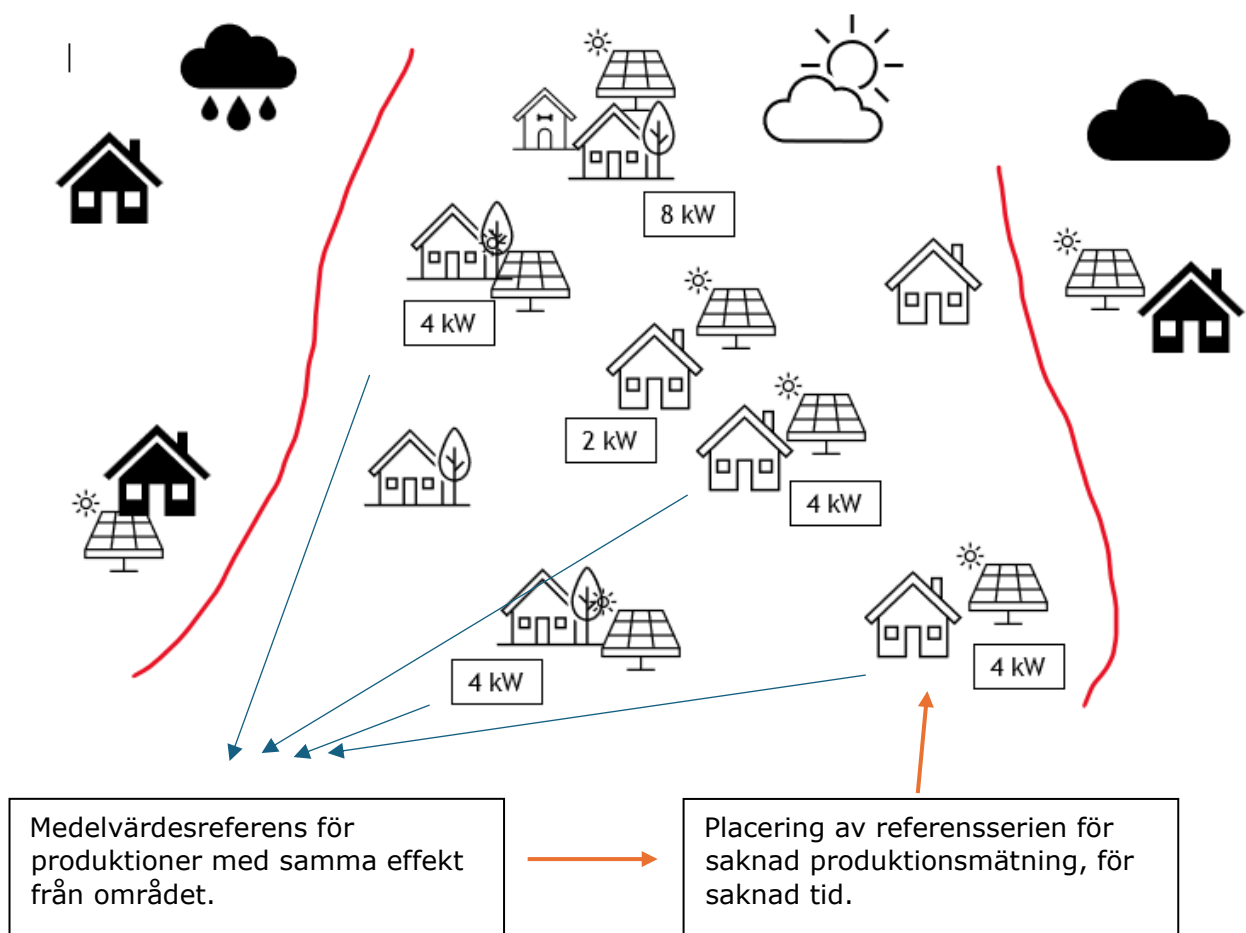 8 kW
4 kW
2 kW
4 kW
4 kW
4 kW
Medelvärdesreferens för
produktioner med samma effekt
från området.
Placering av referensserien för
saknad produktionsmätning, för
saknad tid.